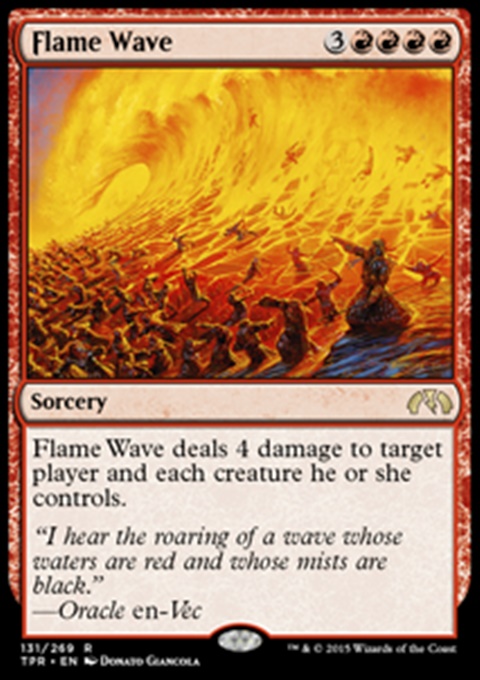 Flame Wave 3
Sorcery
Flame Wave deals 4 damage to target
player and each creature he or she
controls.
“I hear the roaring of a wave whose
waters are red and whose mists are
black.”
—Oracle en-Vec
131/269 R
TPR • EN Donato Giancola
™ & © 2015 Wizards of the Coast